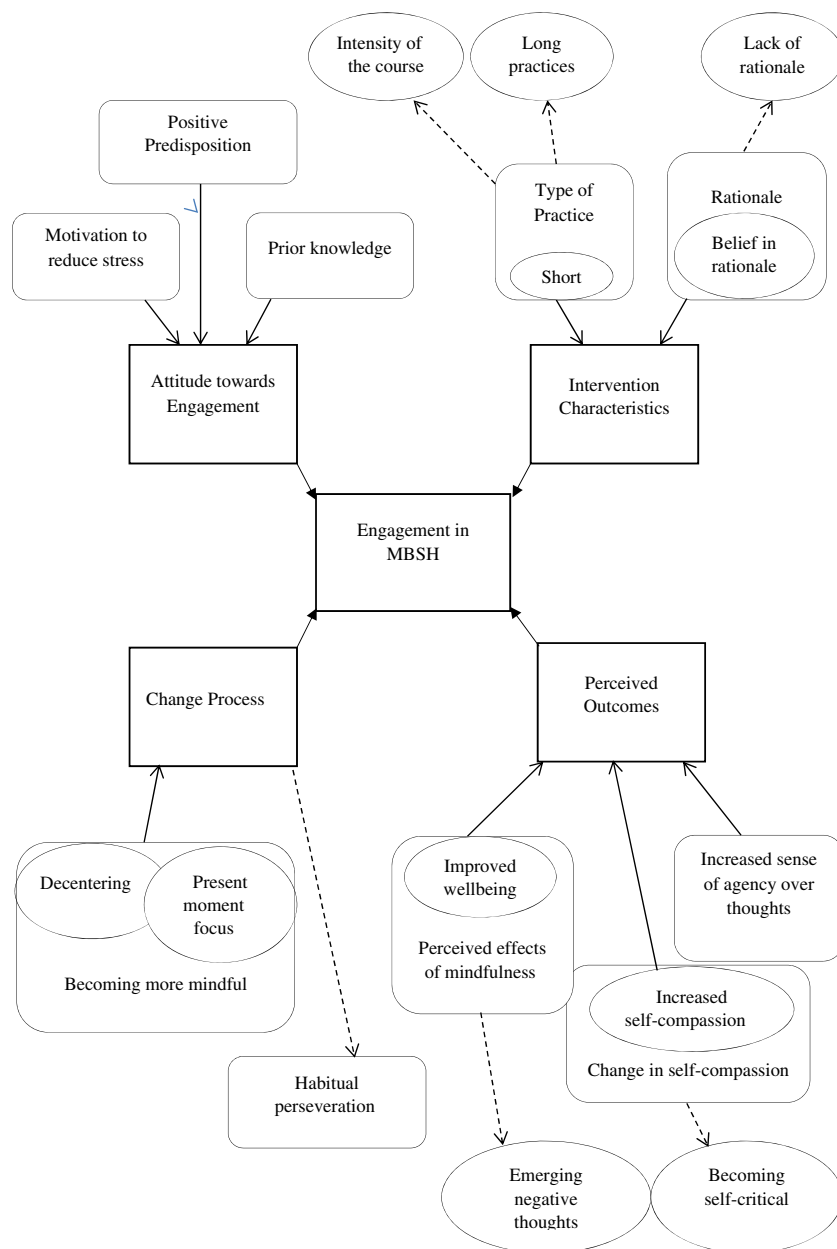 Intensity of
the course
Long
practices
Lack of
rationale
Positive
Predisposition
Type of
Practice
Short
Rationale
Belief in
rationale
Motivation to
reduce stress
Prior knowledge
Attitude towards
Engagement
Intervention
Characteristics
Engagement in
MBSH
Change Process
Perceived
Outcomes
Decentering
Present
moment
focus
Becoming more mindful
Improved
wellbeing
Perceived effects
of mindfulness
Increased sense
of agency over
thoughts
Increased
self-compassion
Change in self-compassion
Habitual
perseveration
Emerging
negative
thoughts
Becoming
self-critical